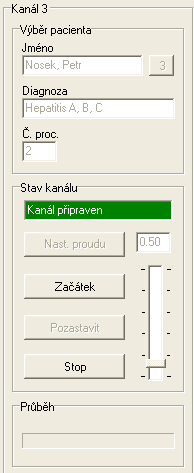 Kanál 3
Výběr pacienta
Jméno
Nosek, Petr
3
Diagnoza
Hepatitis A, B, C
Č. proc.
2
Stav kanálu
Kanál připraven
Nast. proudu
0.50
Začátek
Pozastavit
Stop
Průběh